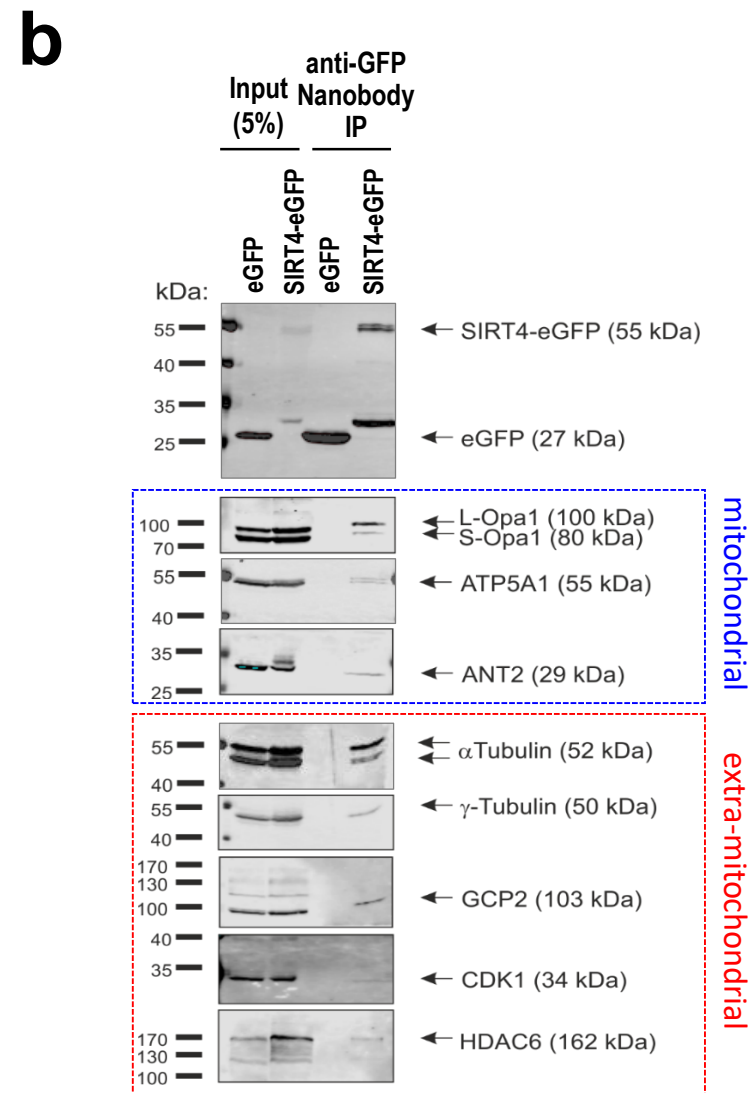 b
Input
(5%)
anti-GFP
Nanobody
IP
eGFP
SIRT4-eGFP
eGFP
SIRT4-eGFP
kDa:
55
40
35
25
SIRT4-eGFP (55 kDa)
eGFP (27 kDa)
mitochondrial
100
70
L-Opa1 (100 kDa)
S-Opa1 (80 kDa)
55
40
ATP5A1 (55 kDa)
35
25
ANT2 (29 kDa)
extra-mitochondrial
55
40
αTubulin (52 kDa)
55
40
γ-Tubulin (50 kDa)
170
130
100
GCP2 (103 kDa)
40
35
CDK1 (34 kDa)
170
130
100
HDAC6 (162 kDa)